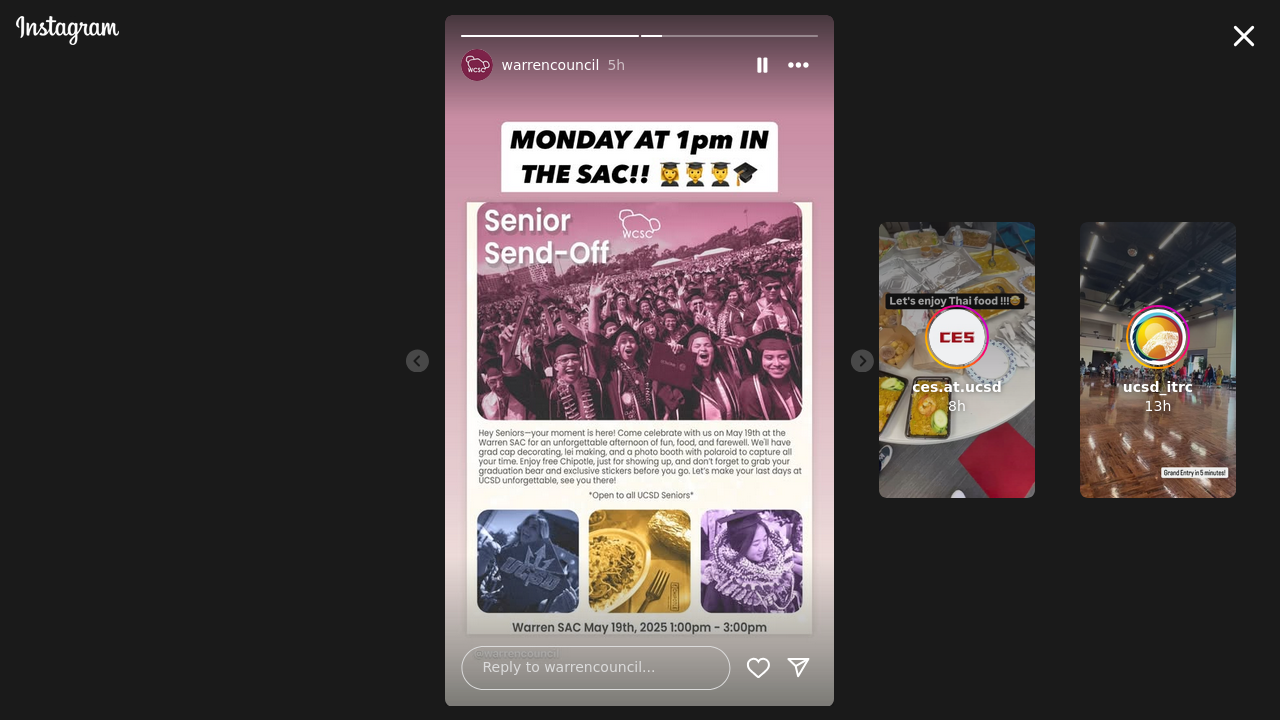 Instagram
warrencouncil 5h
WCSC
MONDAY AT 1pm IN
THE SAC!! 👩‍🎓🧑‍🎓👨‍🎓🎓
Senior
Send-Off
WCSC
Hey Seniors—your moment is here! Come celebrate with us on May 19th at the
Warren SAC for an unforgettable afternoon of fun, food, and farewell. We'll have
grad cap decorating, lei making, and a photo booth with polaroid to capture all
your time. Enjoy free Chipotle, just for showing up, and don't forget to grab your
graduation bear and exclusive stickers before you go. Let's make your last days at
UCSD unforgettable, see you there!
*Open to all UCSD Seniors*
UCSD
Warren SAC May 19th, 2025 1:00pm - 3:00pm
@warrencouncil
Reply to warrencouncil...
Let's enjoy Thai food !!!😋
CES
ces.at.ucsd
8h
ucsd_itrc
13h
Grand Entry in 5 minutes!